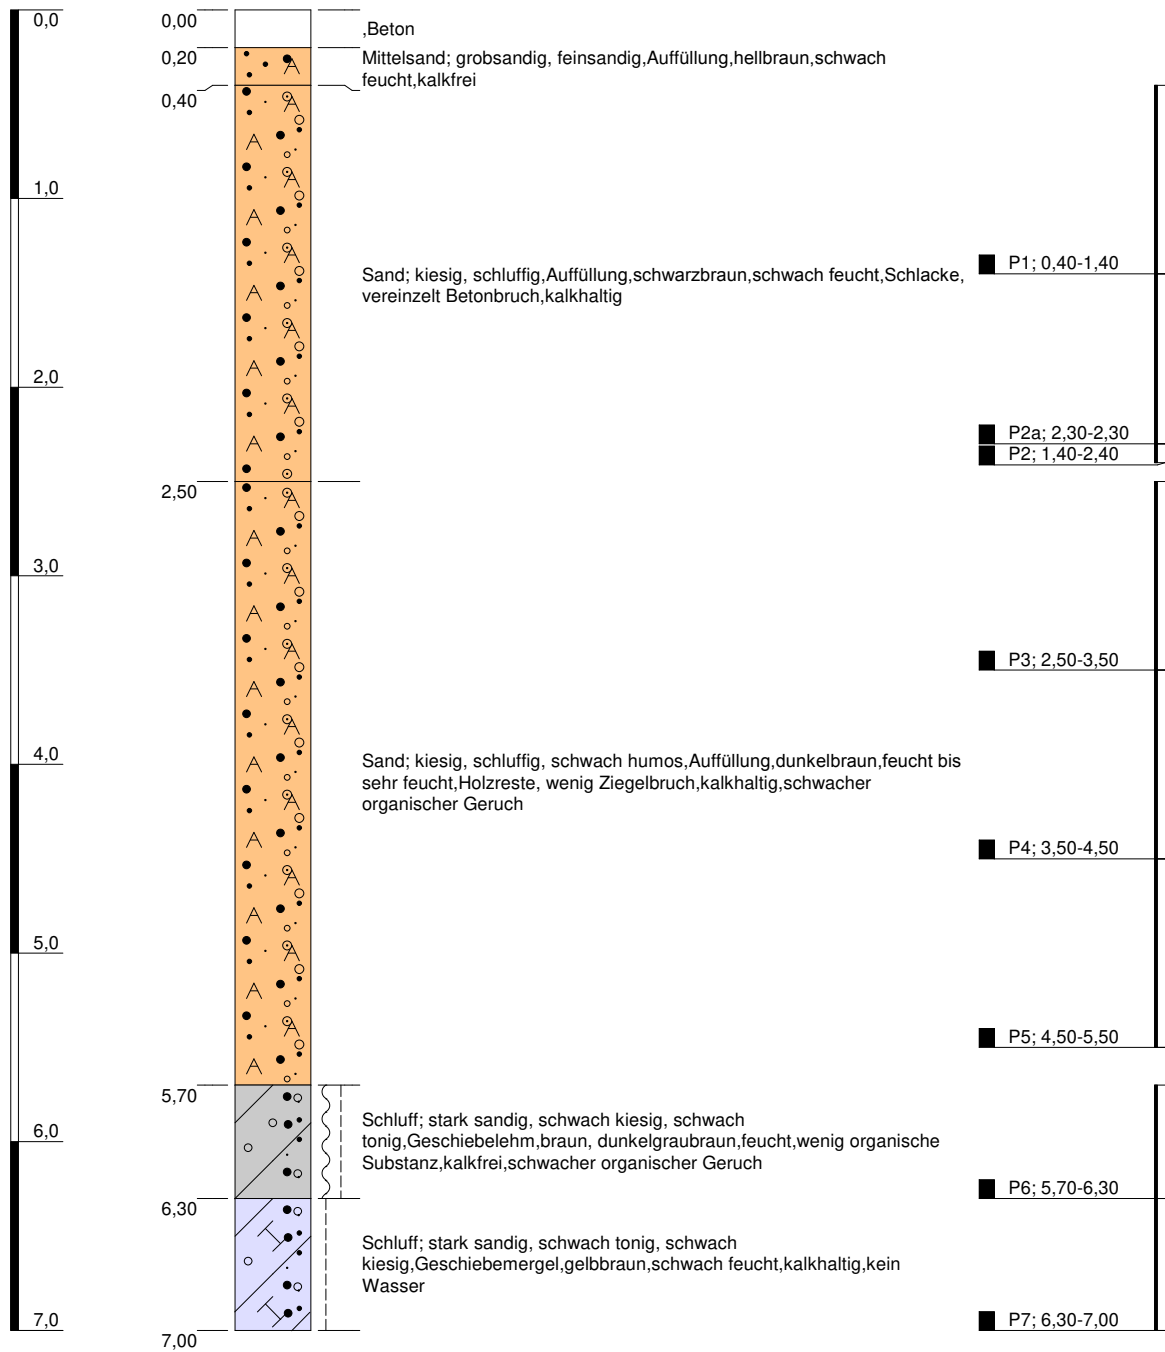 0,0
0,00
,Beton
0,20
Mittelsand; grobsandig, feinsandig,Auffüllung,hellbraun,schwach
feucht,kalkfrei
0,40
1,0
P1; 0,40-1,40
Sand; kiesig, schluffig,Auffüllung,schwarzbraun,schwach feucht,Schlacke,
vereinzelt Betonbruch,kalkhaltig
2,0
P2a; 2,30-2,30
P2; 1,40-2,40
2,50
3,0
P3; 2,50-3,50
4,0
Sand; kiesig, schluffig, schwach humos,Auffüllung,dunkelbraun,feucht bis
sehr feucht,Holzreste, wenig Ziegelbruch,kalkhaltig,schwacher
organischer Geruch
P4; 3,50-4,50
5,0
P5; 4,50-5,50
5,70
6,0
Schluff; stark sandig, schwach kiesig, schwach
tonig,Geschiebelehm,braun, dunkelgraubraun,feucht,wenig organische
Substanz,kalkfrei,schwacher organischer Geruch
P6; 5,70-6,30
6,30
Schluff; stark sandig, schwach tonig, schwach
kiesig,Geschiebemergel,gelbbraun,schwach feucht,kalkhaltig,kein
Wasser
7,0
P7; 6,30-7,00
7,00